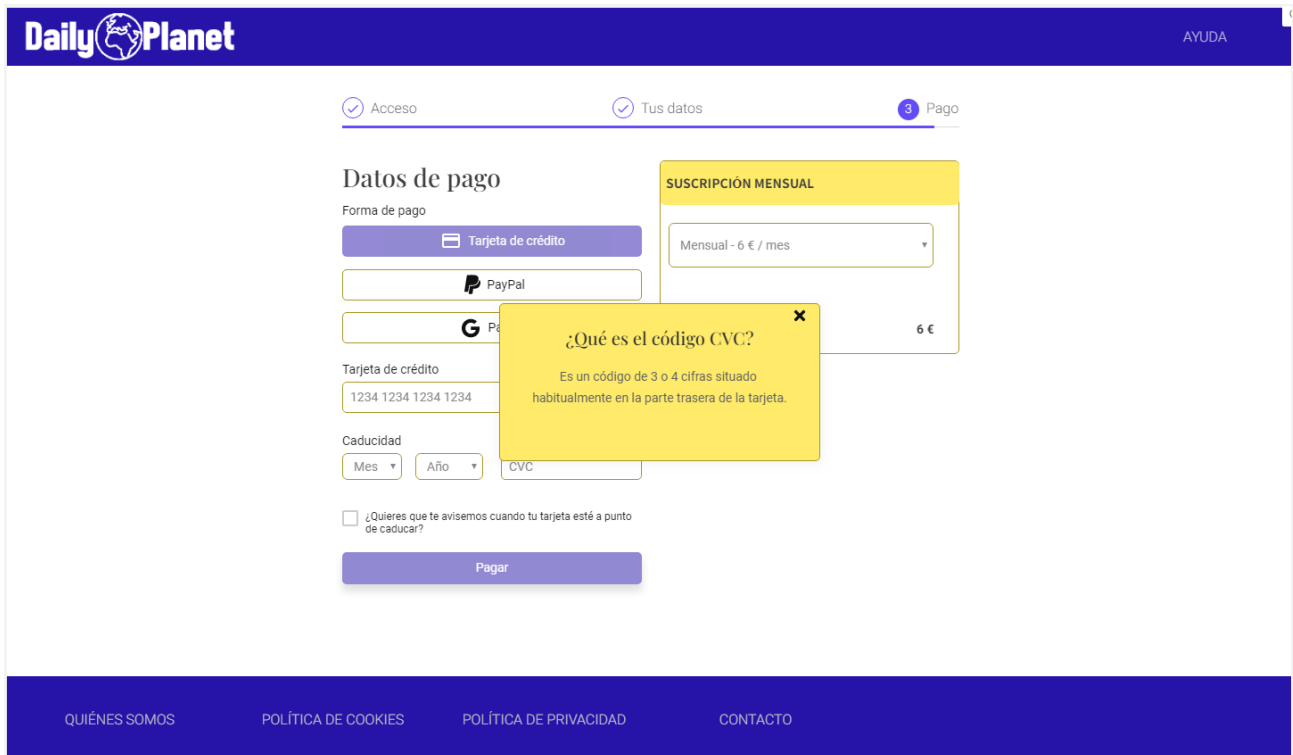 Daily Planet
AYUDA
Acceso
Tus datos
3 Pago
Datos de pago
Forma de pago
Tarjeta de crédito
PayPal
G
Tarjeta de crédito
1234 1234 1234 1234
Caducidad
Mes
Año
CVC
¿Quieres que te avisemos cuando tu tarjeta esté a punto
de caducar?
Pagar
SUSCRIPCIÓN MENSUAL
Mensual - 6 € / mes
6 €
¿Qué es el código CVC?
Es un código de 3 o 4 cifras situado
habitualmente en la parte trasera de la tarjeta.
QUIÉNES SOMOS
POLÍTICA DE COOKIES
POLÍTICA DE PRIVACIDAD
CONTACTO